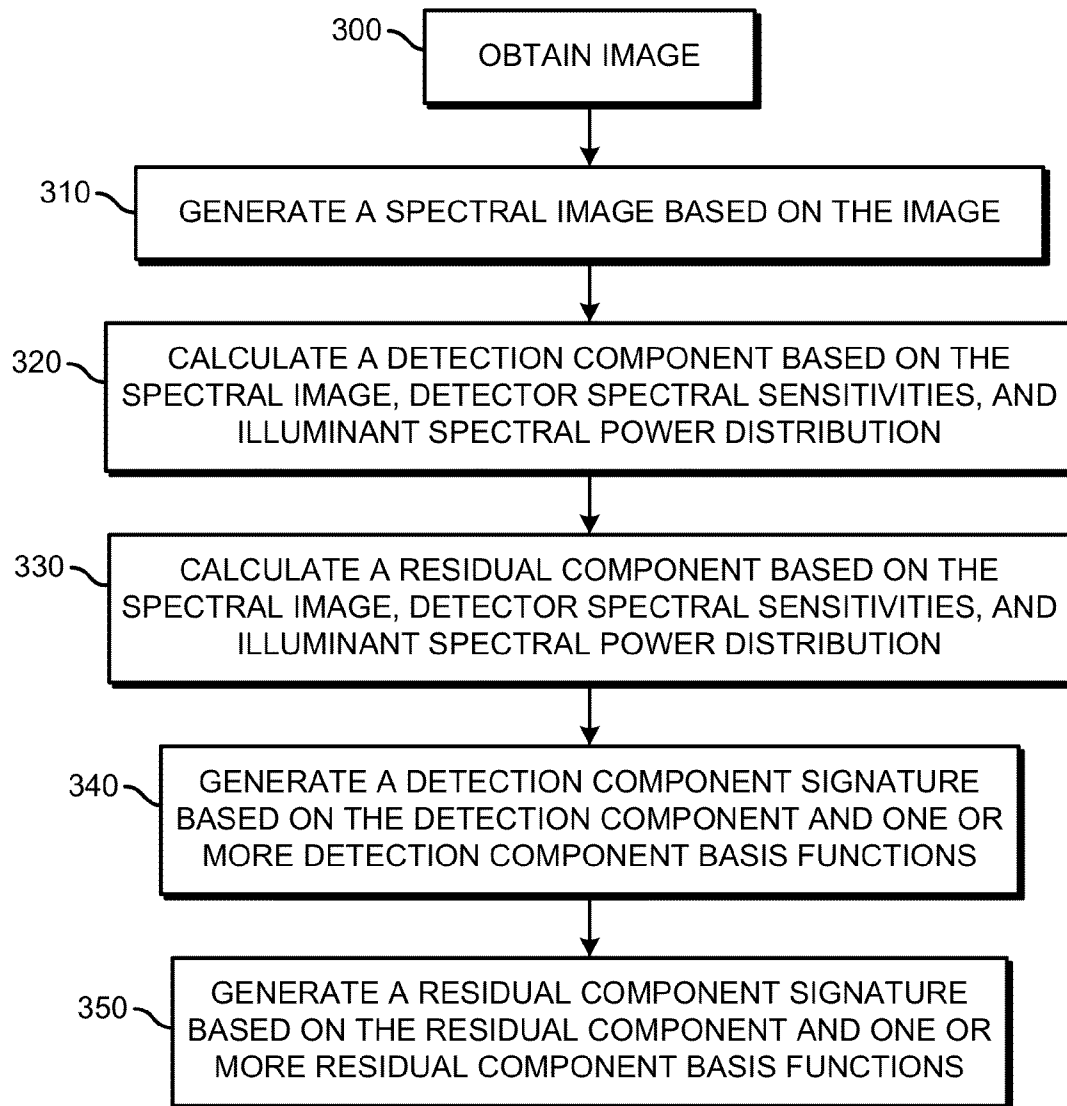 300
OBTAIN IMAGE
310
GENERATE A SPECTRAL IMAGE BASED ON THE IMAGE
320
CALCULATE A DETECTION COMPONENT BASED ON THE
SPECTRAL IMAGE, DETECTOR SPECTRAL SENSITIVITIES, AND
ILLUMINANT SPECTRAL POWER DISTRIBUTION
330
CALCULATE A RESIDUAL COMPONENT BASED ON THE
SPECTRAL IMAGE, DETECTOR SPECTRAL SENSITIVITIES, AND
ILLUMINANT SPECTRAL POWER DISTRIBUTION
340
GENERATE A DETECTION COMPONENT SIGNATURE
BASED ON THE DETECTION COMPONENT AND ONE OR
MORE DETECTION COMPONENT BASIS FUNCTIONS
350
GENERATE A RESIDUAL COMPONENT SIGNATURE
BASED ON THE RESIDUAL COMPONENT AND ONE OR
MORE RESIDUAL COMPONENT BASIS FUNCTIONS